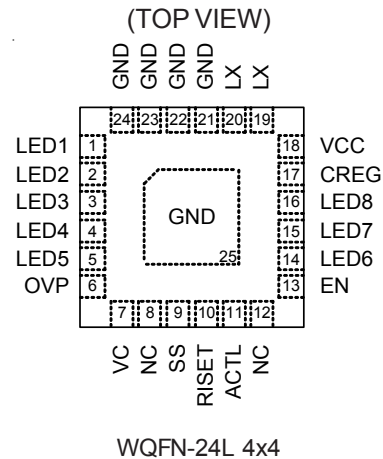 (TOP VIEW)
GND GND GND GND LX LX
24 23 22 21 20 19
LED1 1 18 VCC
LED2 2 17 CREG
LED3 3 16 LED8
LED4 4 GND 15 LED7
LED5 5 25 14 LED6
OVP 6 13 EN
7 8 9 10 11 12
VC NC SS RISET ACTL NC
WQFN-24L 4x4